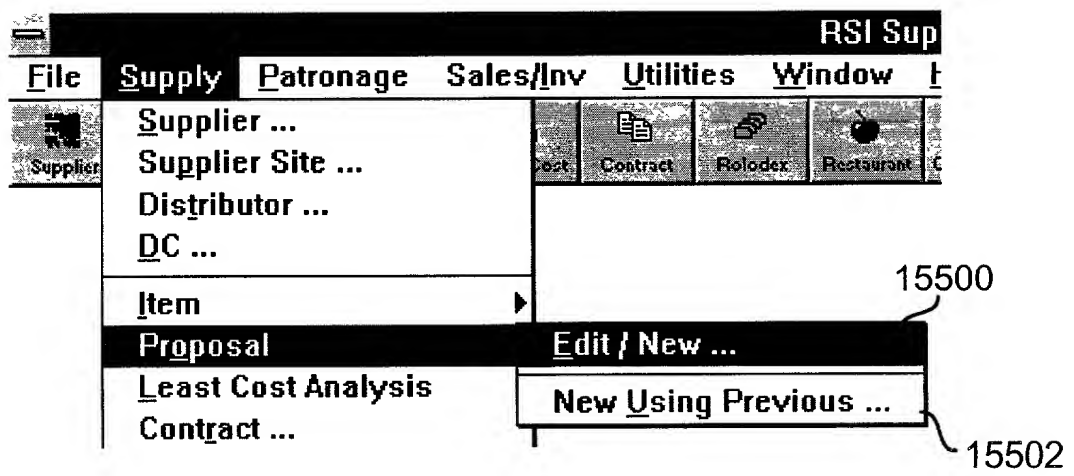 RSI Sup
File Supply Patronage Sales/Inv Utilities Window
Supplier Cost Contract Rolodex Restaurant
Supplier ...
Supplier Site ...
Distributor ...
DC ...
15500
Item
Proposal Edit / New ...
Least Cost Analysis
New Using Previous ...
Contract ...
15502